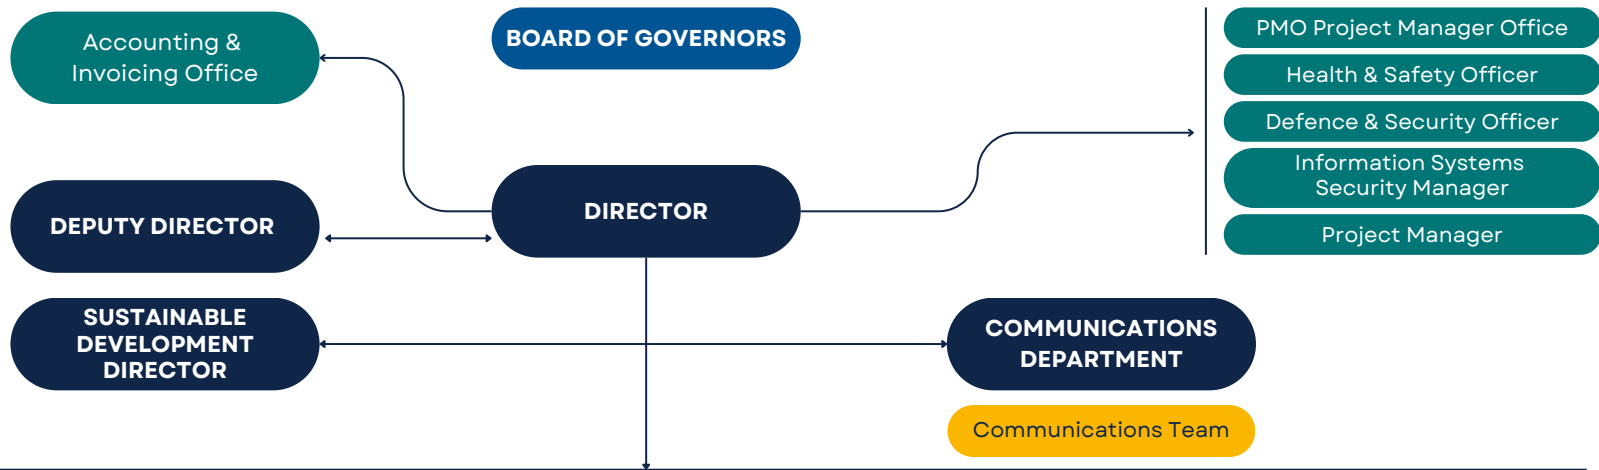 Accounting &
Invoicing Office
BOARD OF GOVERNORS
PMO Project Manager Office
Health & Safety Officer
Defence & Security Officer
Information Systems
Security Manager
Project Manager
DEPUTY DIRECTOR
DIRECTOR
SUSTAINABLE
DEVELOPMENT
DIRECTOR
COMMUNICATIONS
DEPARTMENT
Communications Team